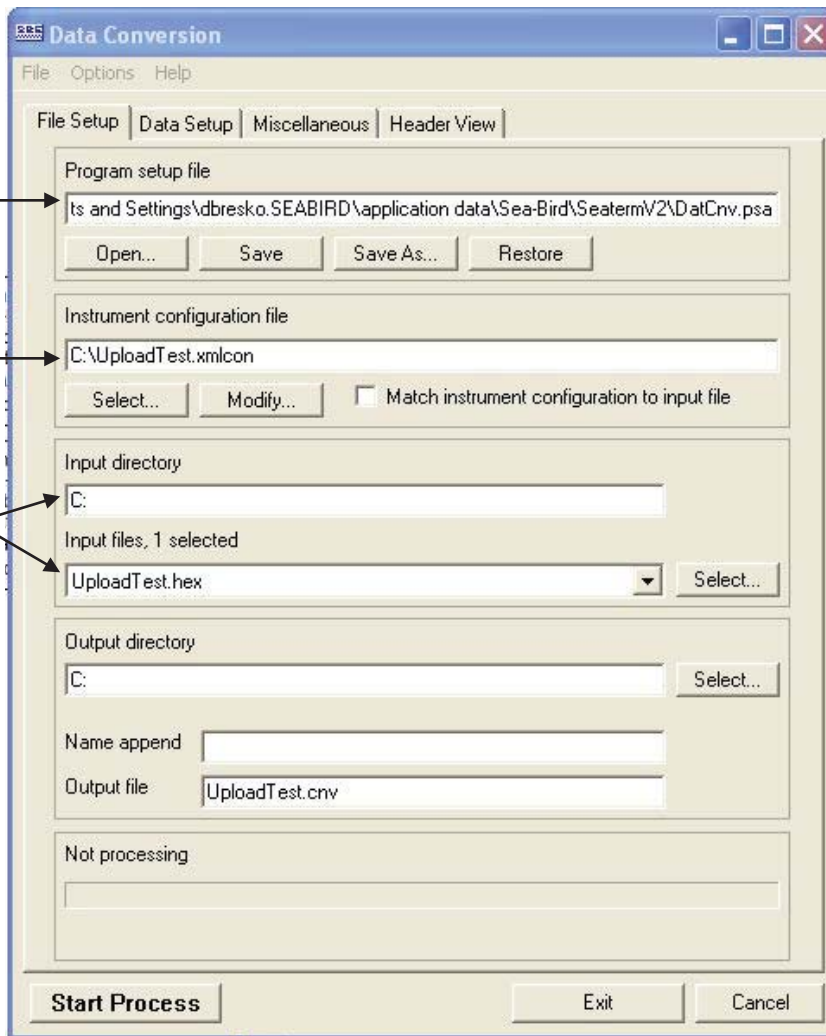 Data Conversion
File Options Help
File Setup Data Setup Miscellaneous Header View
Program setup file
ts and Settings\dbresko.SEABIRD\application data\Sea-Bird\SeatermV2\DatCnv.psa
Open... Save Save As... Restore
Instrument configuration file
C:\UploadTest.xmlcon
Select... Modify... Match instrument configuration to input file
Input directory
C:
Input files, 1 selected
UploadTest.hex Select...
Output directory
C: Select...
Name append
Output file UploadTest.cnv
Not processing
Start Process Exit Cancel